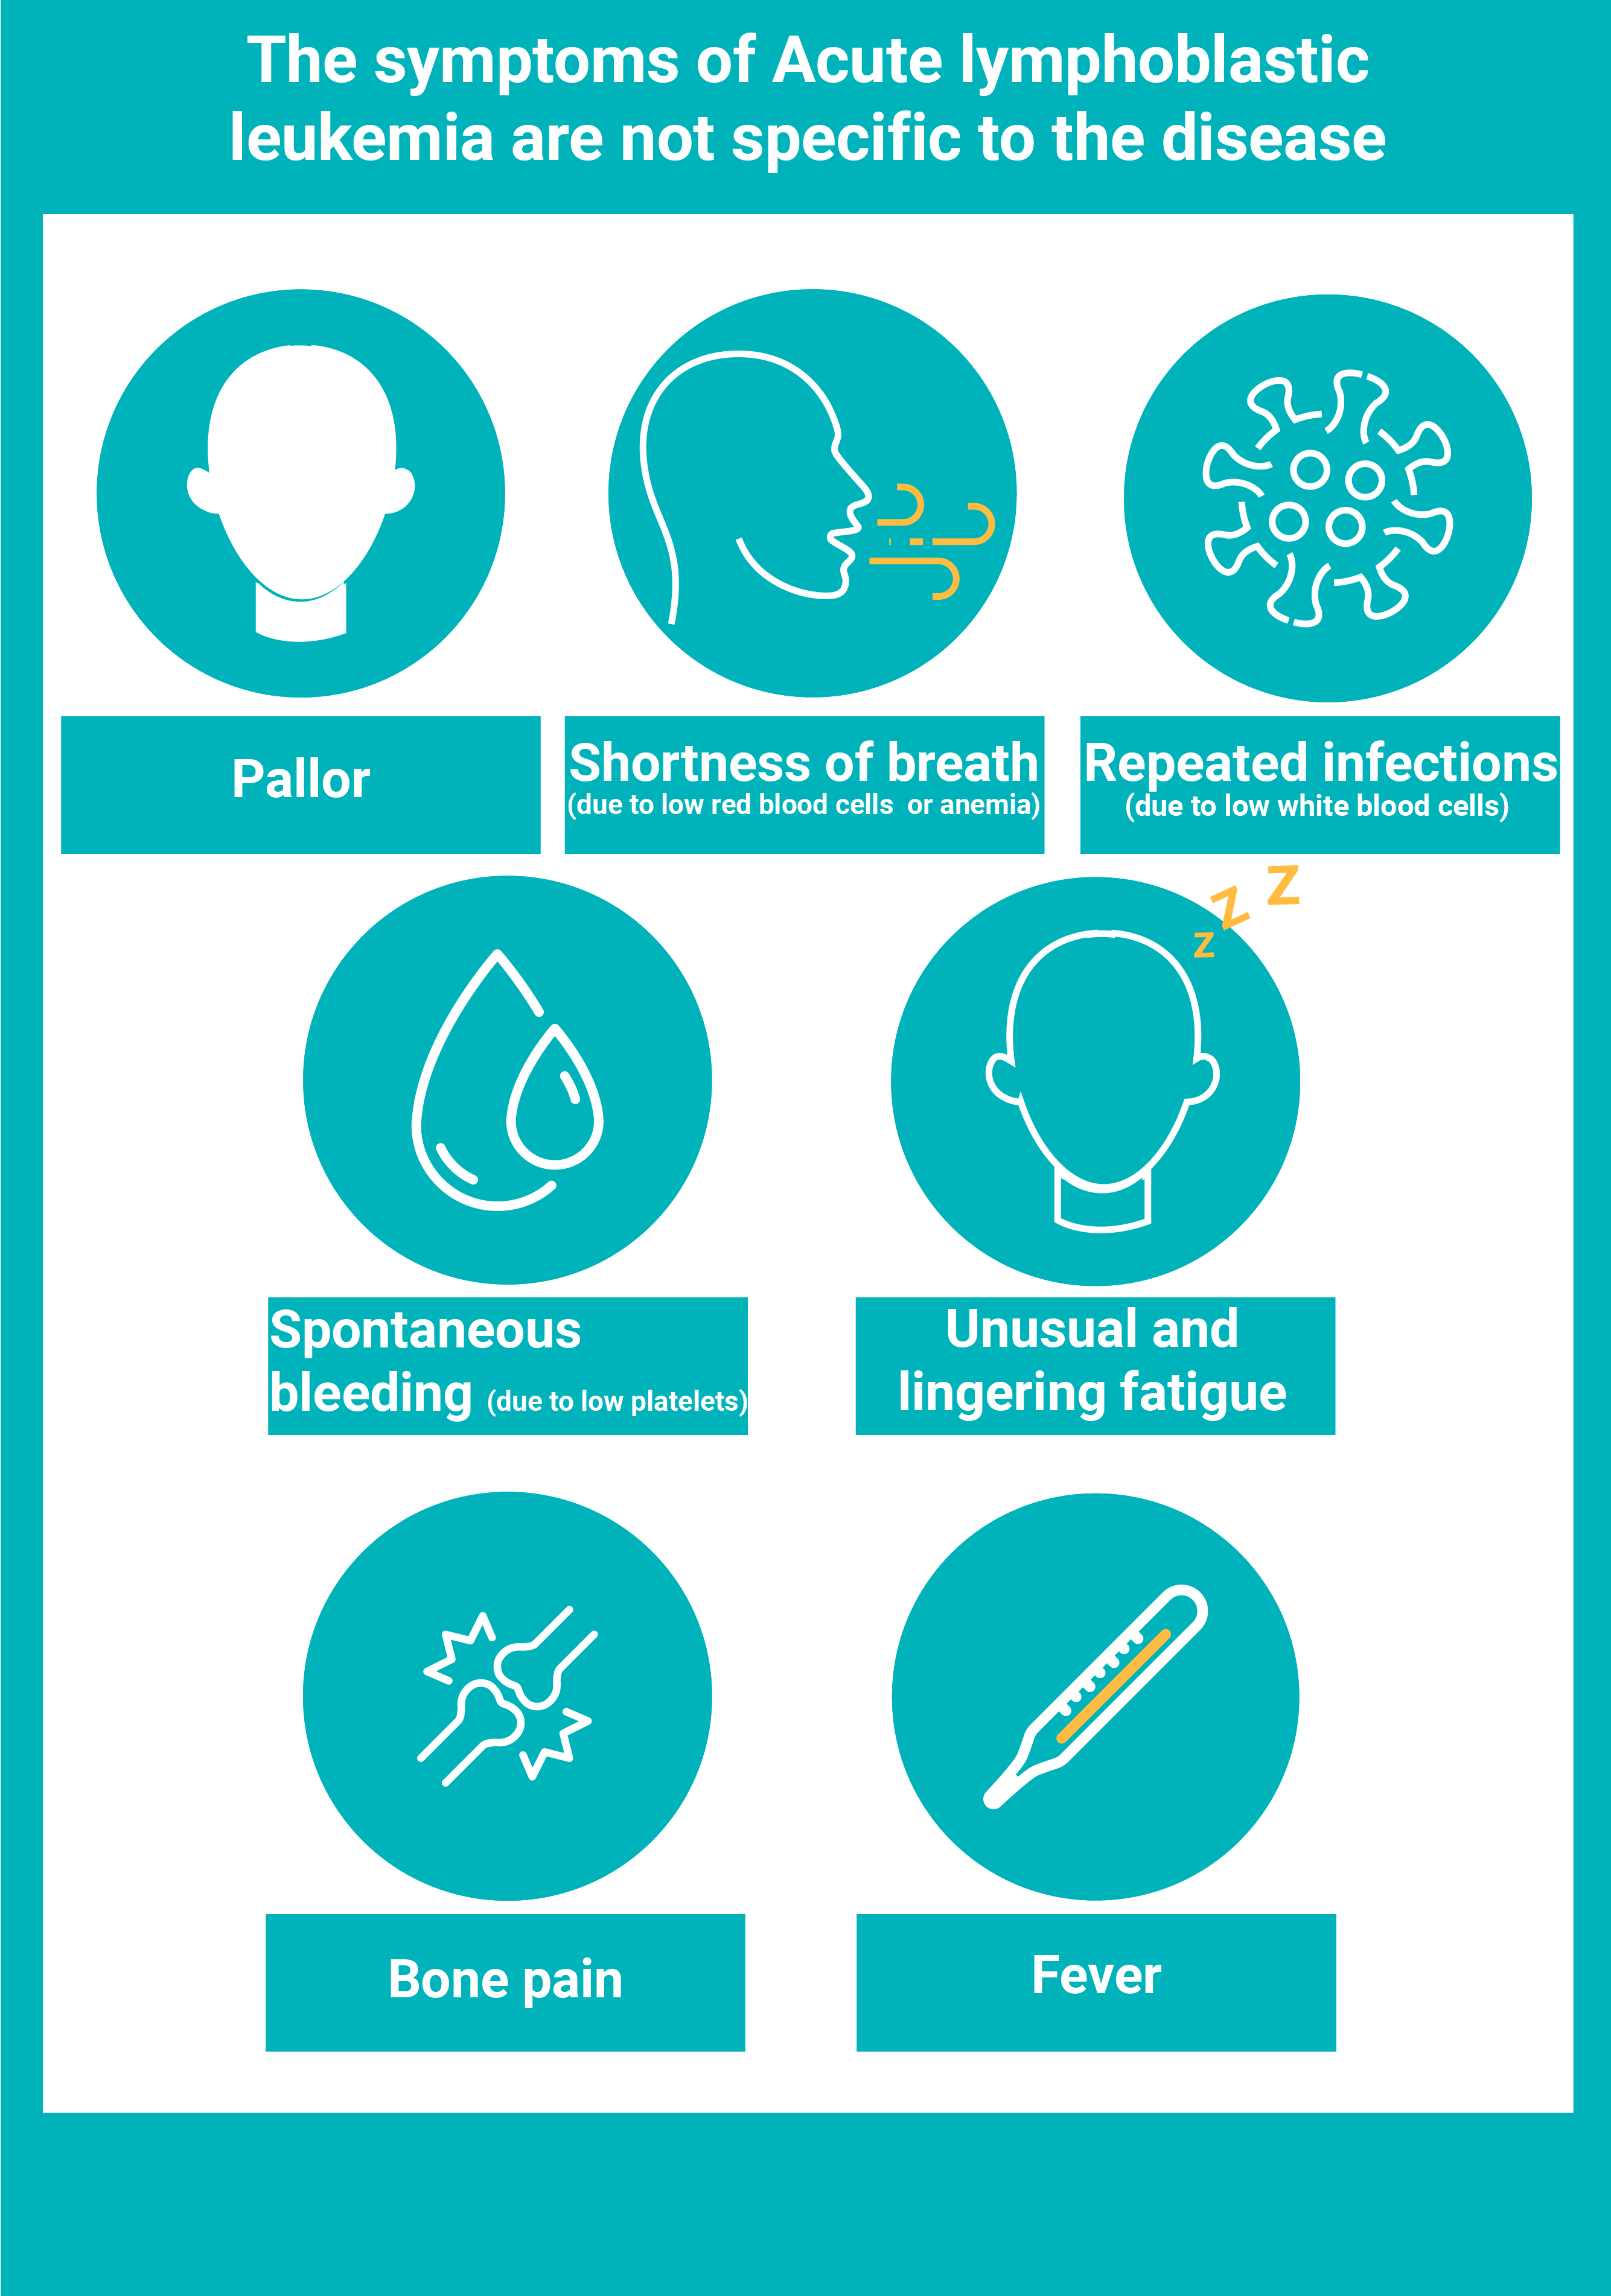 The symptoms of Acute lymphoblastic
leukemia are not specific to the disease
Pallor
Shortness of breath
(due to low red blood cells  or anemia)
Repeated infections
(due to low white blood cells)
z z z
Spontaneous
bleeding (due to low platelets)
Unusual and
lingering fatigue
Bone pain
Fever